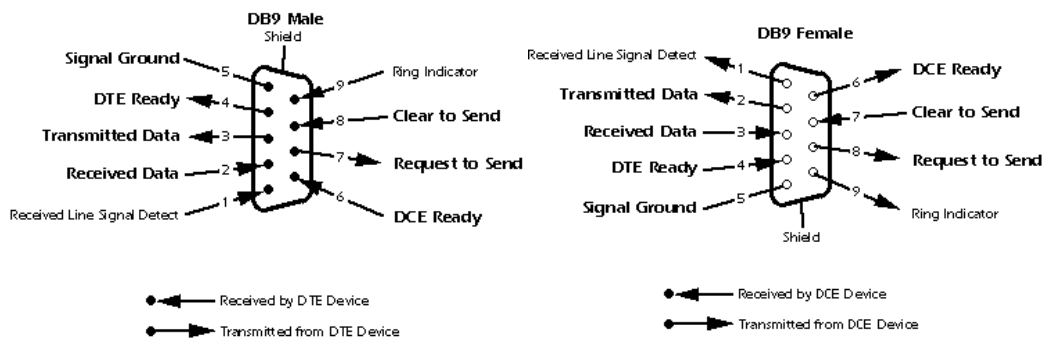 DB9 Male
Shield
Signal Ground
5
9
Ring Indicator
DTE Ready
4
8
Clear to Send
Transmitted Data
3
7
Request to Send
Received Data
2
6
DCE Ready
Received Line Signal Detect
1
Received by DTE Device
Transmitted from DTE Device
DB9 Female
Received Line Signal Detect
1
6
DCE Ready
Transmitted Data
2
7
Clear to Send
Received Data
3
8
Request to Send
DTE Ready
4
9
Ring Indicator
Signal Ground
5
Shield
Received by DCE Device
Transmitted from DCE Device